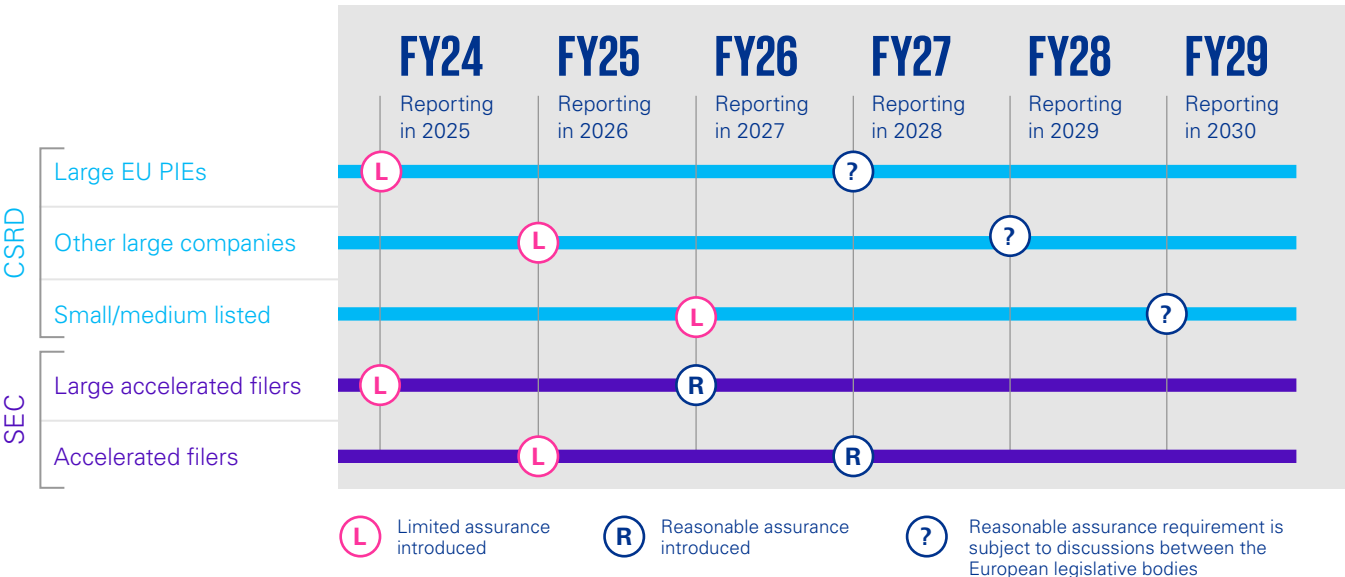 FY24 FY25 FY26 FY27 FY28 FY29
Reporting Reporting Reporting Reporting Reporting Reporting
in 2025 in 2026 in 2027 in 2028 in 2029 in 2030
CSRD
Large EU PIEs L ?
Other large companies L ?
Small/medium listed L ?
SEC
Large accelerated filers L R
Accelerated filers L R
L Limited assurance
introduced
R Reasonable assurance
introduced
? Reasonable assurance requirement is
subject to discussions between the
European legislative bodies